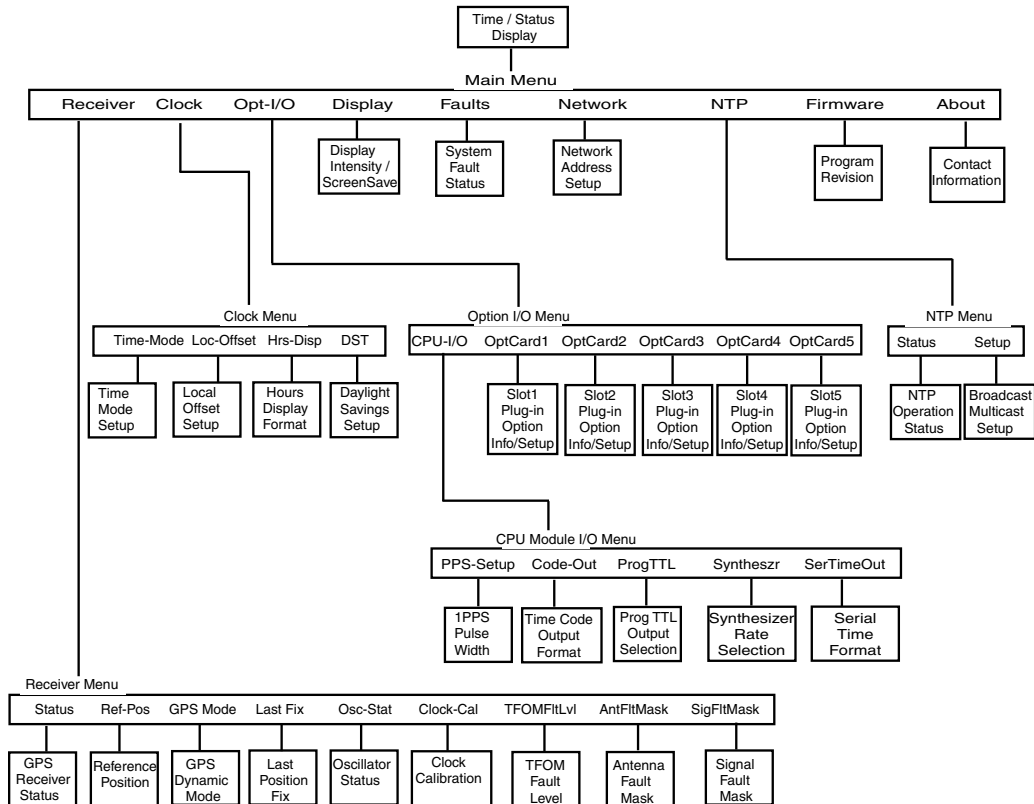 Time / Status
Display
Main Menu
Receiver Clock Opt-I/O Display Faults Network NTP Firmware About
Display
Intensity /
ScreenSave
System
Fault
Status
Network
Address
Setup
Program
Revision
Contact
Information
Clock Menu
Time-Mode Loc-Offset Hrs-Disp DST
Time
Mode
Setup
Local
Offset
Setup
Hours
Display
Format
Daylight
Savings
Setup
Option I/O Menu
CPU-I/O OptCard1 OptCard2 OptCard3 OptCard4 OptCard5
Slot1
Plug-in
Option
Info/Setup
Slot2
Plug-in
Option
Info/Setup
Slot3
Plug-in
Option
Info/Setup
Slot4
Plug-in
Option
Info/Setup
Slot5
Plug-in
Option
Info/Setup
NTP Menu
Status Setup
NTP
Operation
Status
Broadcast
Multicast
Setup
CPU Module I/O Menu
PPS-Setup Code-Out ProgTTL Syntheszr SerTimeOut
1PPS
Pulse
Width
Time Code
Output
Format
Prog TTL
Output
Selection
Synthesizer
Rate
Selection
Serial
Time
Format
Receiver Menu
Status Ref-Pos GPS Mode Last Fix Osc-Stat Clock-Cal TFOMFltLvl AntFltMask SigFltMask
GPS
Receiver
Status
Reference
Position
GPS
Dynamic
Mode
Last
Position
Fix
Oscillator
Status
Clock
Calibration
TFOM
Fault
Level
Antenna
Fault
Mask
Signal
Fault
Mask